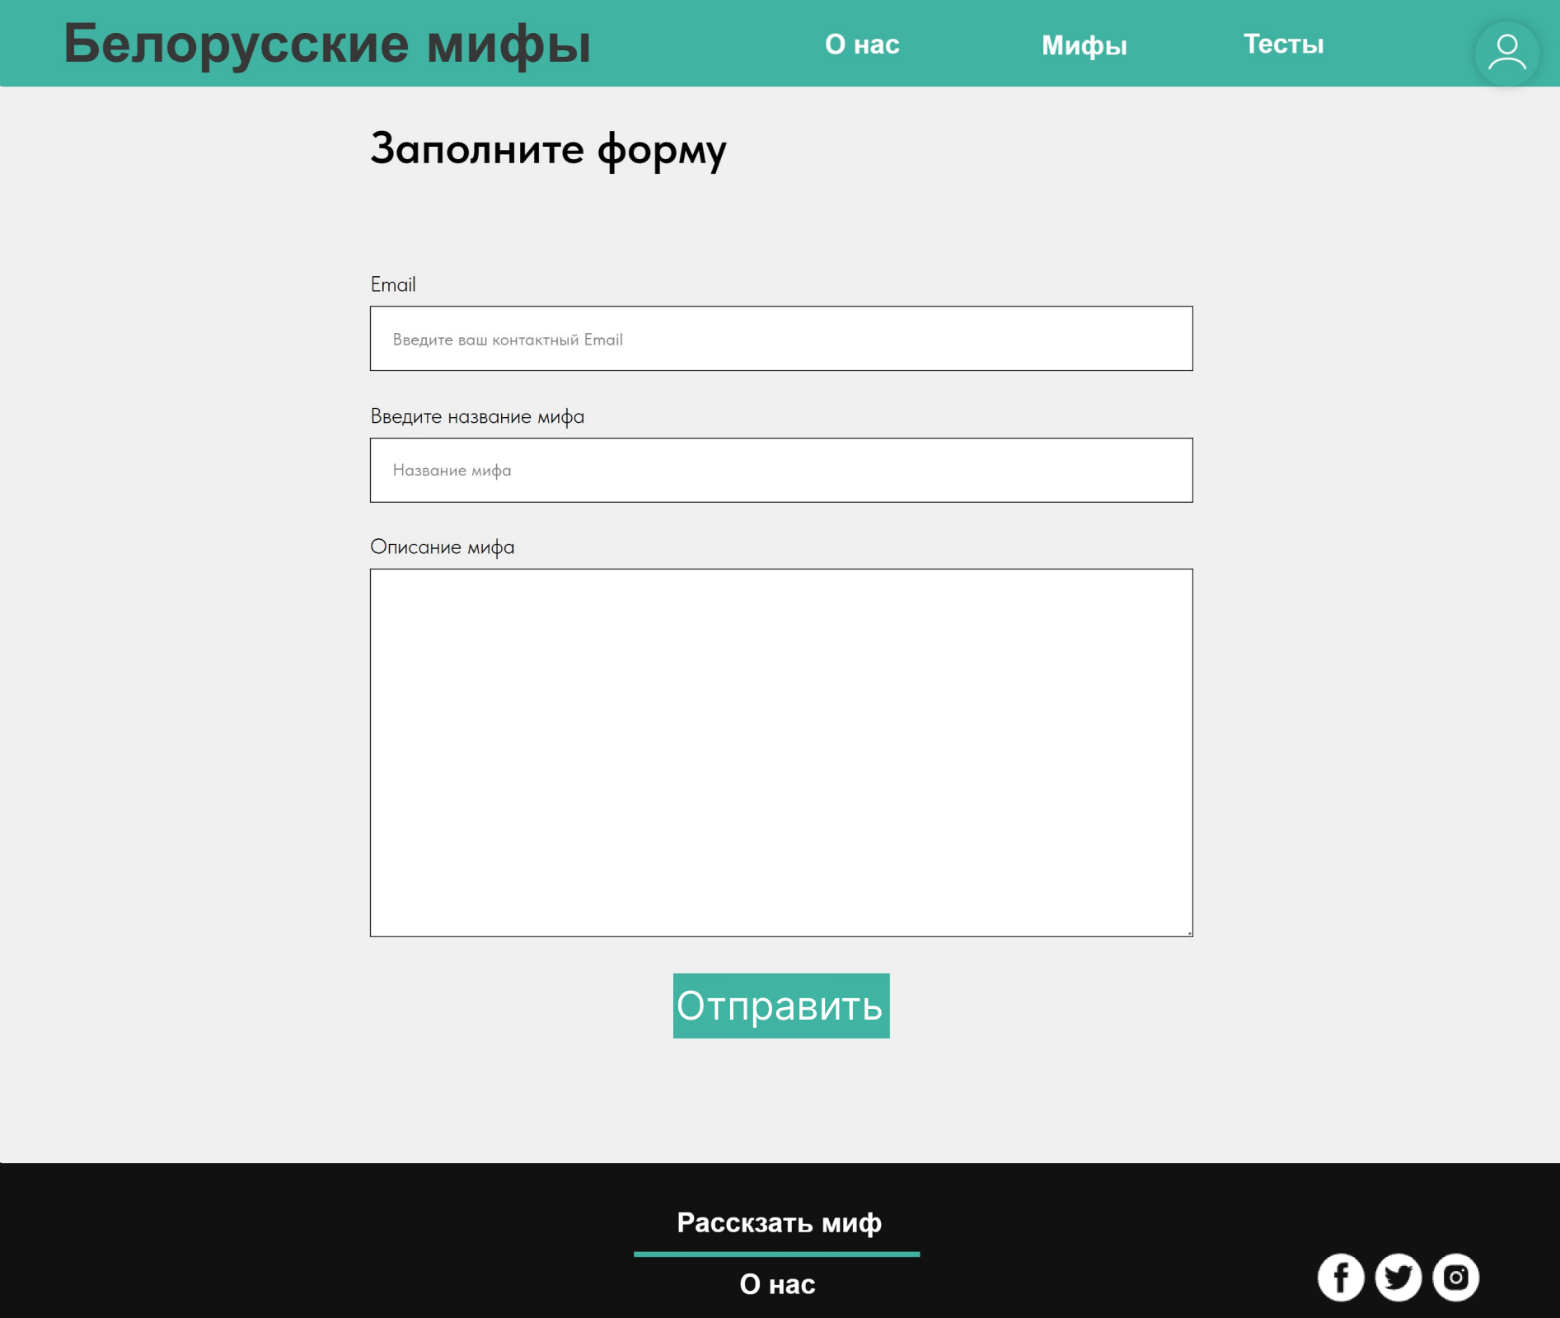 Белорусские мифы
О нас
Мифы
Тесты
Заполните форму
Email
Введите ваш контактный Email
Введите название мифа
Название мифа
Описание мифа
Отправить
Расскзать миф
О нас